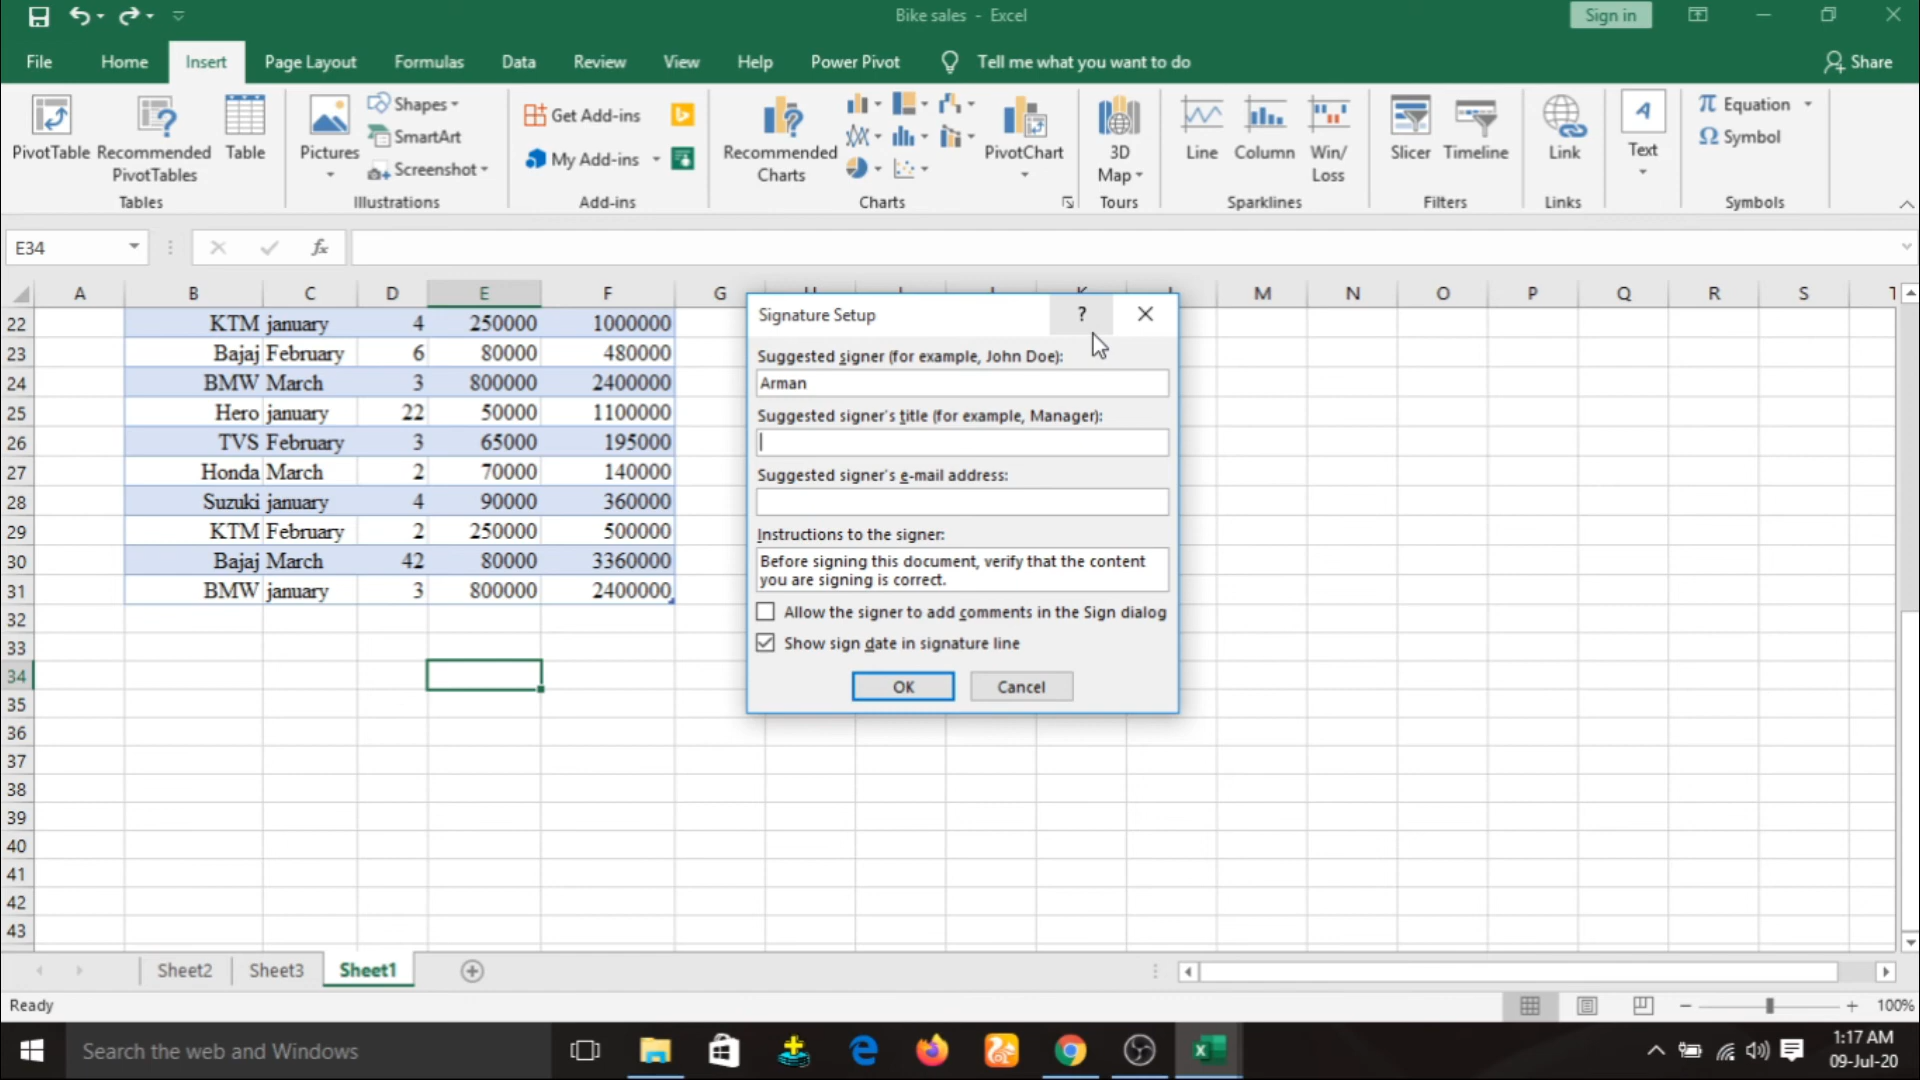 Bike sales - Excel
Sign in
File Home Insert Page Layout Formulas Data Review View Help Power Pivot Tell me what you want to do Share
PivotTable
Recommended
PivotTables
Table
Tables
Pictures
Shapes
SmartArt
Screenshot
Illustrations
Get Add-ins
My Add-ins
Add-ins
Recommended
Charts
PivotChart
Charts
3D
Map
Tours
Line
Column
Win/
Loss
Sparklines
Slicer
Timeline
Filters
Link
Links
Text
Equation
Symbol
Symbols
E34
fx
A B C D E F G K M N O P Q R S
22 KTM january 4 250000 1000000
23 Bajaj February 6 80000 480000
24 BMW March 3 800000 2400000
25 Hero january 22 50000 1100000
26 TVS February 3 65000 195000
27 Honda March 2 70000 140000
28 Suzuki january 4 90000 360000
29 KTM February 2 250000 500000
30 Bajaj March 42 80000 3360000
31 BMW january 3 800000 2400000
32
33
34
35
36
37
38
39
40
41
42
43
Signature Setup ?
Suggested signer (for example, John Doe):
Arman
Suggested signer's title (for example, Manager):
Suggested signer's e-mail address:
Instructions to the signer:
Before signing this document, verify that the content
you are signing is correct.
Allow the signer to add comments in the Sign dialog
Show sign date in signature line
OK Cancel
Sheet2 Sheet3 Sheet1
Ready
100%
Search the web and Windows
1:17 AM
09-Jul-20